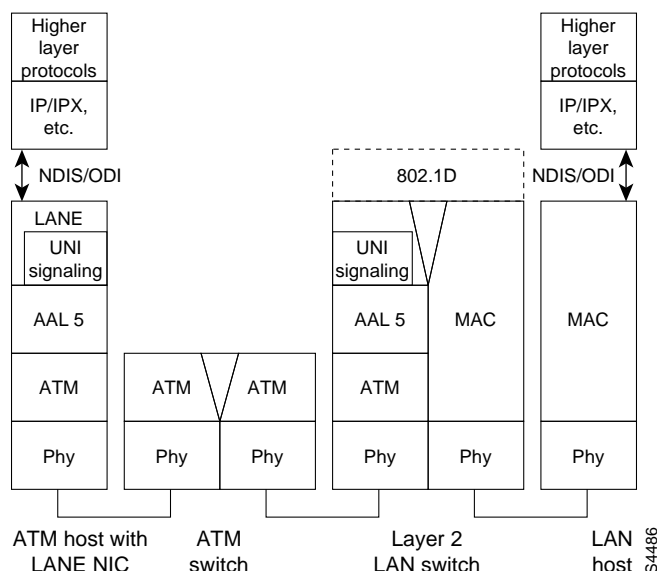 Higher
layer
protocols
IP/IPX,
etc.
NDIS/ODI
LANE
UNI
signaling
AAL 5
ATM
Phy
ATM
ATM
Phy
Phy
802.1D
UNI
signaling
AAL 5
ATM
MAC
Phy
Phy
Higher
layer
protocols
IP/IPX,
etc.
NDIS/ODI
MAC
Phy
ATM host with
LANE NIC
ATM
switch
Layer 2
LAN switch
LAN
host
S4486